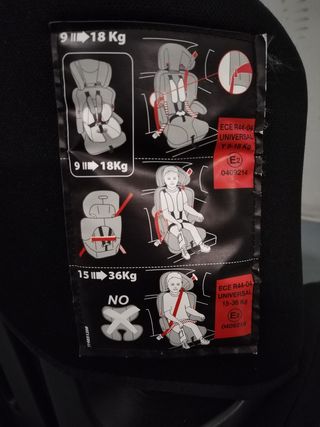 9 18 Kg
ECE R44-04
UNIVERSAL
9-18 Kg
E2
0409214
9 18Kg
15 36Kg
NO
ECE R44-04
UNIVERSAL
15-36 Kg
E2